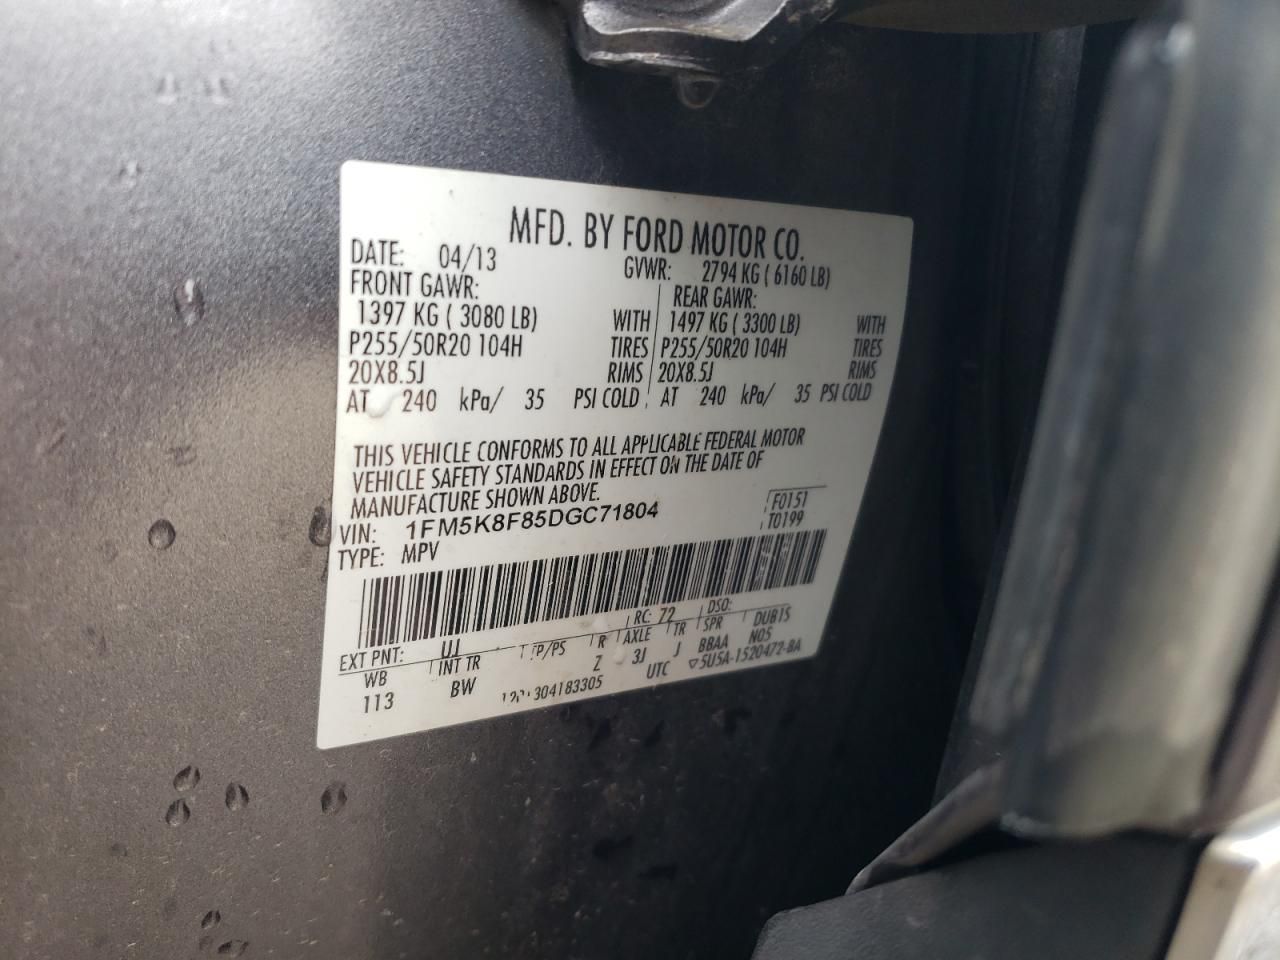 MFD. BY FORD MOTOR CO.
DATE: 04/13 GVWR: 2794 KG ( 6160 LB)
FRONT GAWR: REAR GAWR:
1397 KG ( 3080 LB) WITH 1497 KG ( 3300 LB) WITH
P255/50R20 104H TIRES P255/50R20 104H TIRES
20X8.5J RIMS 20X8.5J RIMS
AT 240 kPa/ 35 PSI COLD AT 240 kPa/ 35 PSI COLD
THIS VEHICLE CONFORMS TO ALL APPLICABLE FEDERAL MOTOR
VEHICLE SAFETY STANDARDS IN EFFECT ON THE DATE OF
MANUFACTURE SHOWN ABOVE.
F0151
VIN: 1FM5K8F85DGC71804 T0199
TYPE: MPV
EXT PNT: UJ RC: 72 DSO:
WB INT TR TP/PS R AXLE TR SPR DUB15
113 BW Z 3J J BBAA N05
304183305 UTC ▽5U5A-1520472-BA